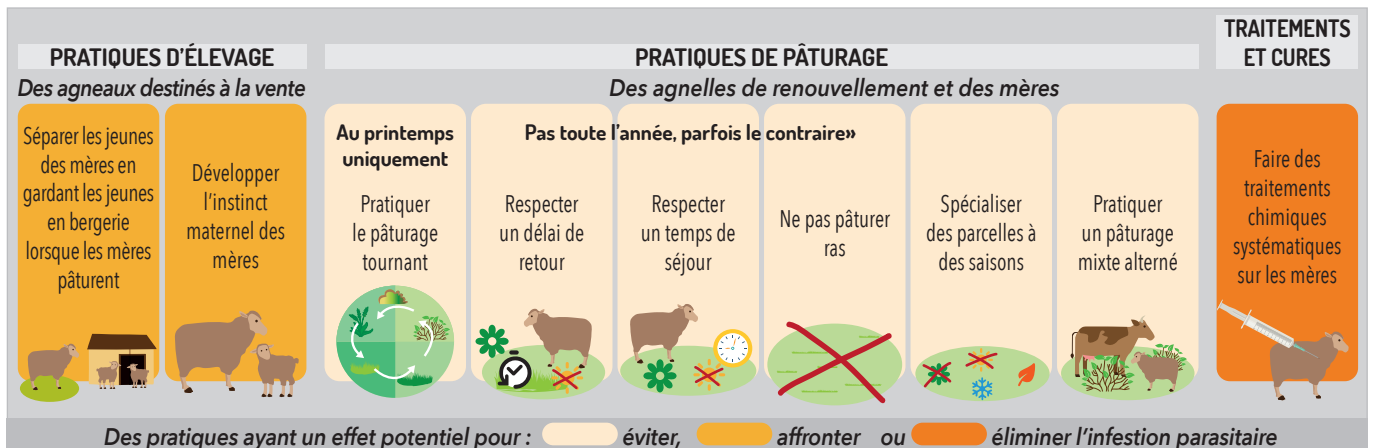 PRATIQUES D'ÉLEVAGE
Des agneaux destinés à la vente
Séparer les jeunes
des mères en
gardant les jeunes
en bergerie
lorsque les mères
pâturent
Développer
l'instinct
maternel des
mères
PRATIQUES DE PÂTURAGE
Des agnelles de renouvellement et des mères
Au printemps
uniquement
Pratiquer
le pâturage
tournant
Pas toute l'année, parfois le contraire»
Respecter
un délai de
retour
Respecter
un temps de
séjour
Ne pas pâturer
ras
Spécialiser
des parcelles à
des saisons
Pratiquer
un pâturage
mixte alterné
TRAITEMENTS
ET CURES
Faire des
traitements
chimiques
systématiques
sur les mères
Des pratiques ayant un effet potentiel pour : éviter, affronter ou éliminer l'infestion parasitaire